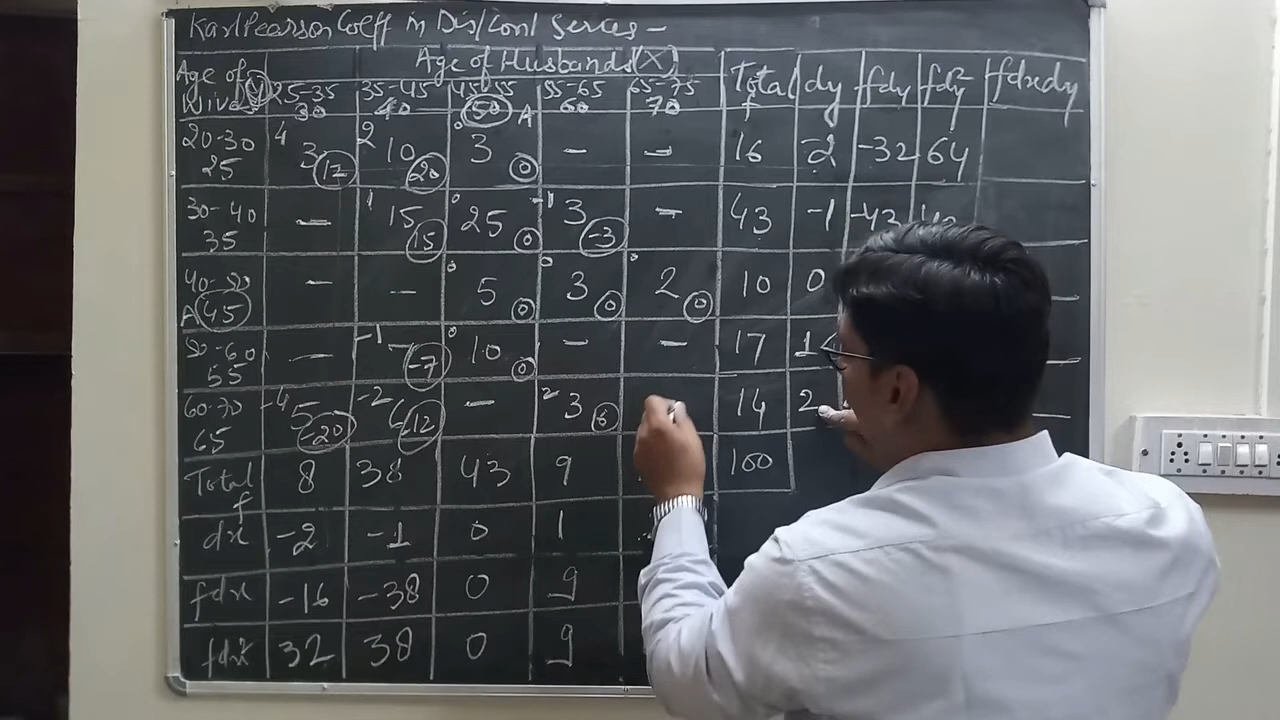 Karl Pearson Coeff in Dis/Cont Series -
Age of Wives (Y) Age of Husbands (X) Total f dy fdy fdy² fdxdy
25-35 35-45 45-55 55-65 65-75
30 40 50 A 60 70
20-30 25 4 3 12 2 10 20 0 3 0 - - 16 -2 -32 64
30-40 35 - 1 15 15 0 25 0 -1 3 -3 - 43 -1 -43
40-50 A 45 - - 0 5 0 0 3 0 0 2 0 10 0
50-60 55 - -1 7 -7 0 10 0 - - 17 1
60-70 65 -4 5 -20 -2 6 -12 - 2 3 6 14 2
Total f 8 38 43 9 100
dx -2 -1 0 1
fdx -16 -38 0 9
fdx² 32 38 0 9